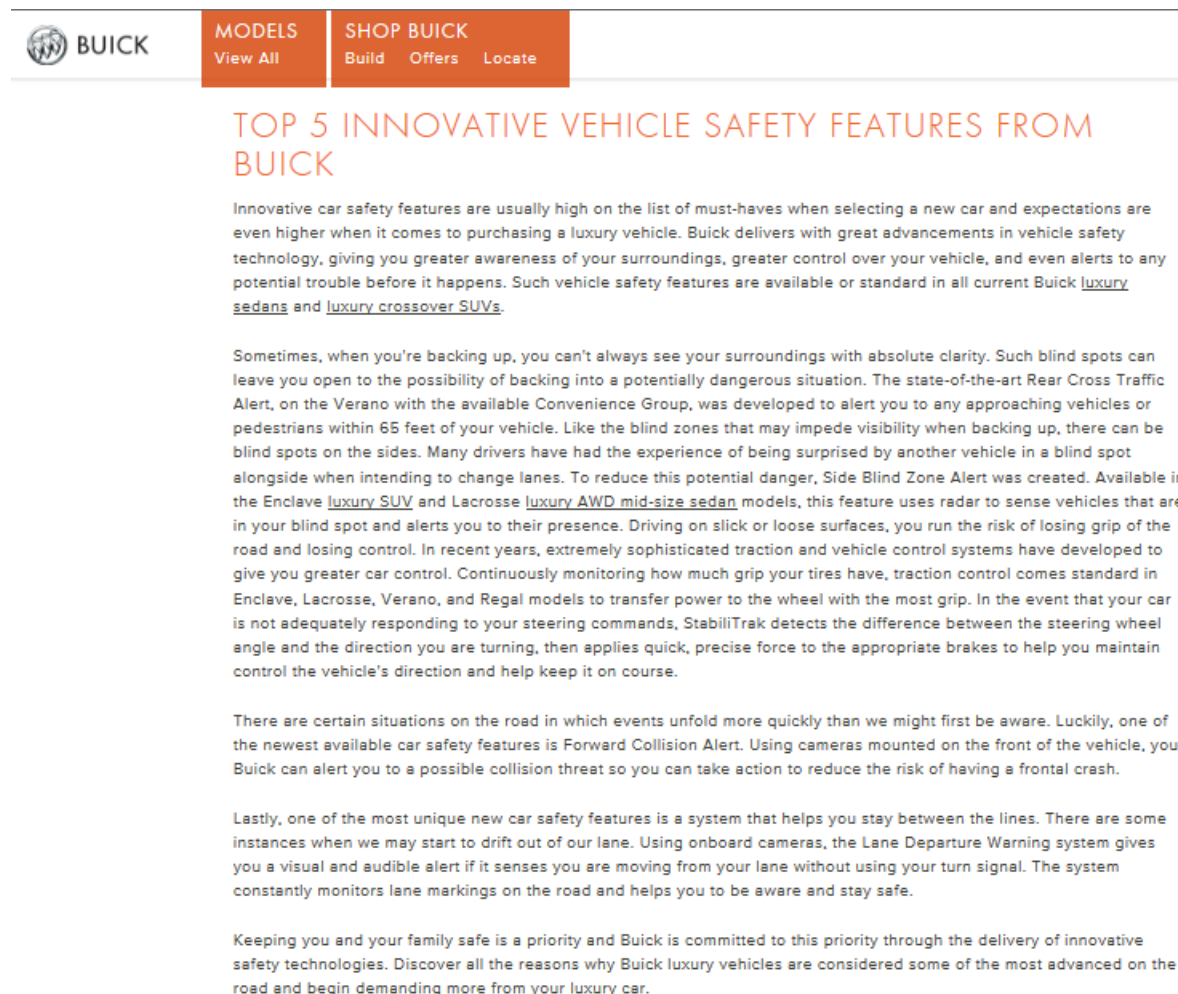 BUICK
MODELS
View All
SHOP BUICK
Build Offers Locate
TOP 5 INNOVATIVE VEHICLE SAFETY FEATURES FROM
BUICK
Innovative car safety features are usually high on the list of must-haves when selecting a new car and expectations are
even higher when it comes to purchasing a luxury vehicle. Buick delivers with great advancements in vehicle safety
technology, giving you greater awareness of your surroundings, greater control over your vehicle, and even alerts to any
potential trouble before it happens. Such vehicle safety features are available or standard in all current Buick luxury
sedans and luxury crossover SUVs.
Sometimes, when you're backing up, you can't always see your surroundings with absolute clarity. Such blind spots can
leave you open to the possibility of backing into a potentially dangerous situation. The state-of-the-art Rear Cross Traffic
Alert, on the Verano with the available Convenience Group, was developed to alert you to any approaching vehicles or
pedestrians within 65 feet of your vehicle. Like the blind zones that may impede visibility when backing up, there can be
blind spots on the sides. Many drivers have had the experience of being surprised by another vehicle in a blind spot
alongside when intending to change lanes. To reduce this potential danger, Side Blind Zone Alert was created. Available in
the Enclave luxury SUV and Lacrosse luxury AWD mid-size sedan models, this feature uses radar to sense vehicles that are
in your blind spot and alerts you to their presence. Driving on slick or loose surfaces, you run the risk of losing grip of the
road and losing control. In recent years, extremely sophisticated traction and vehicle control systems have developed to
give you greater car control. Continuously monitoring how much grip your tires have, traction control comes standard in
Enclave, Lacrosse, Verano, and Regal models to transfer power to the wheel with the most grip. In the event that your car
is not adequately responding to your steering commands, StabiliTrak detects the difference between the steering wheel
angle and the direction you are turning, then applies quick, precise force to the appropriate brakes to help you maintain
control the vehicle's direction and help keep it on course.
There are certain situations on the road in which events unfold more quickly than we might first be aware. Luckily, one of
the newest available car safety features is Forward Collision Alert. Using cameras mounted on the front of the vehicle, you
Buick can alert you to a possible collision threat so you can take action to reduce the risk of having a frontal crash.
Lastly, one of the most unique new car safety features is a system that helps you stay between the lines. There are some
instances when we may start to drift out of our lane. Using onboard cameras, the Lane Departure Warning system gives
you a visual and audible alert if it senses you are moving from your lane without using your turn signal. The system
constantly monitors lane markings on the road and helps you to be aware and stay safe.
Keeping you and your family safe is a priority and Buick is committed to this priority through the delivery of innovative
safety technologies. Discover all the reasons why Buick luxury vehicles are considered some of the most advanced on the
road and begin demanding more from your luxury car.